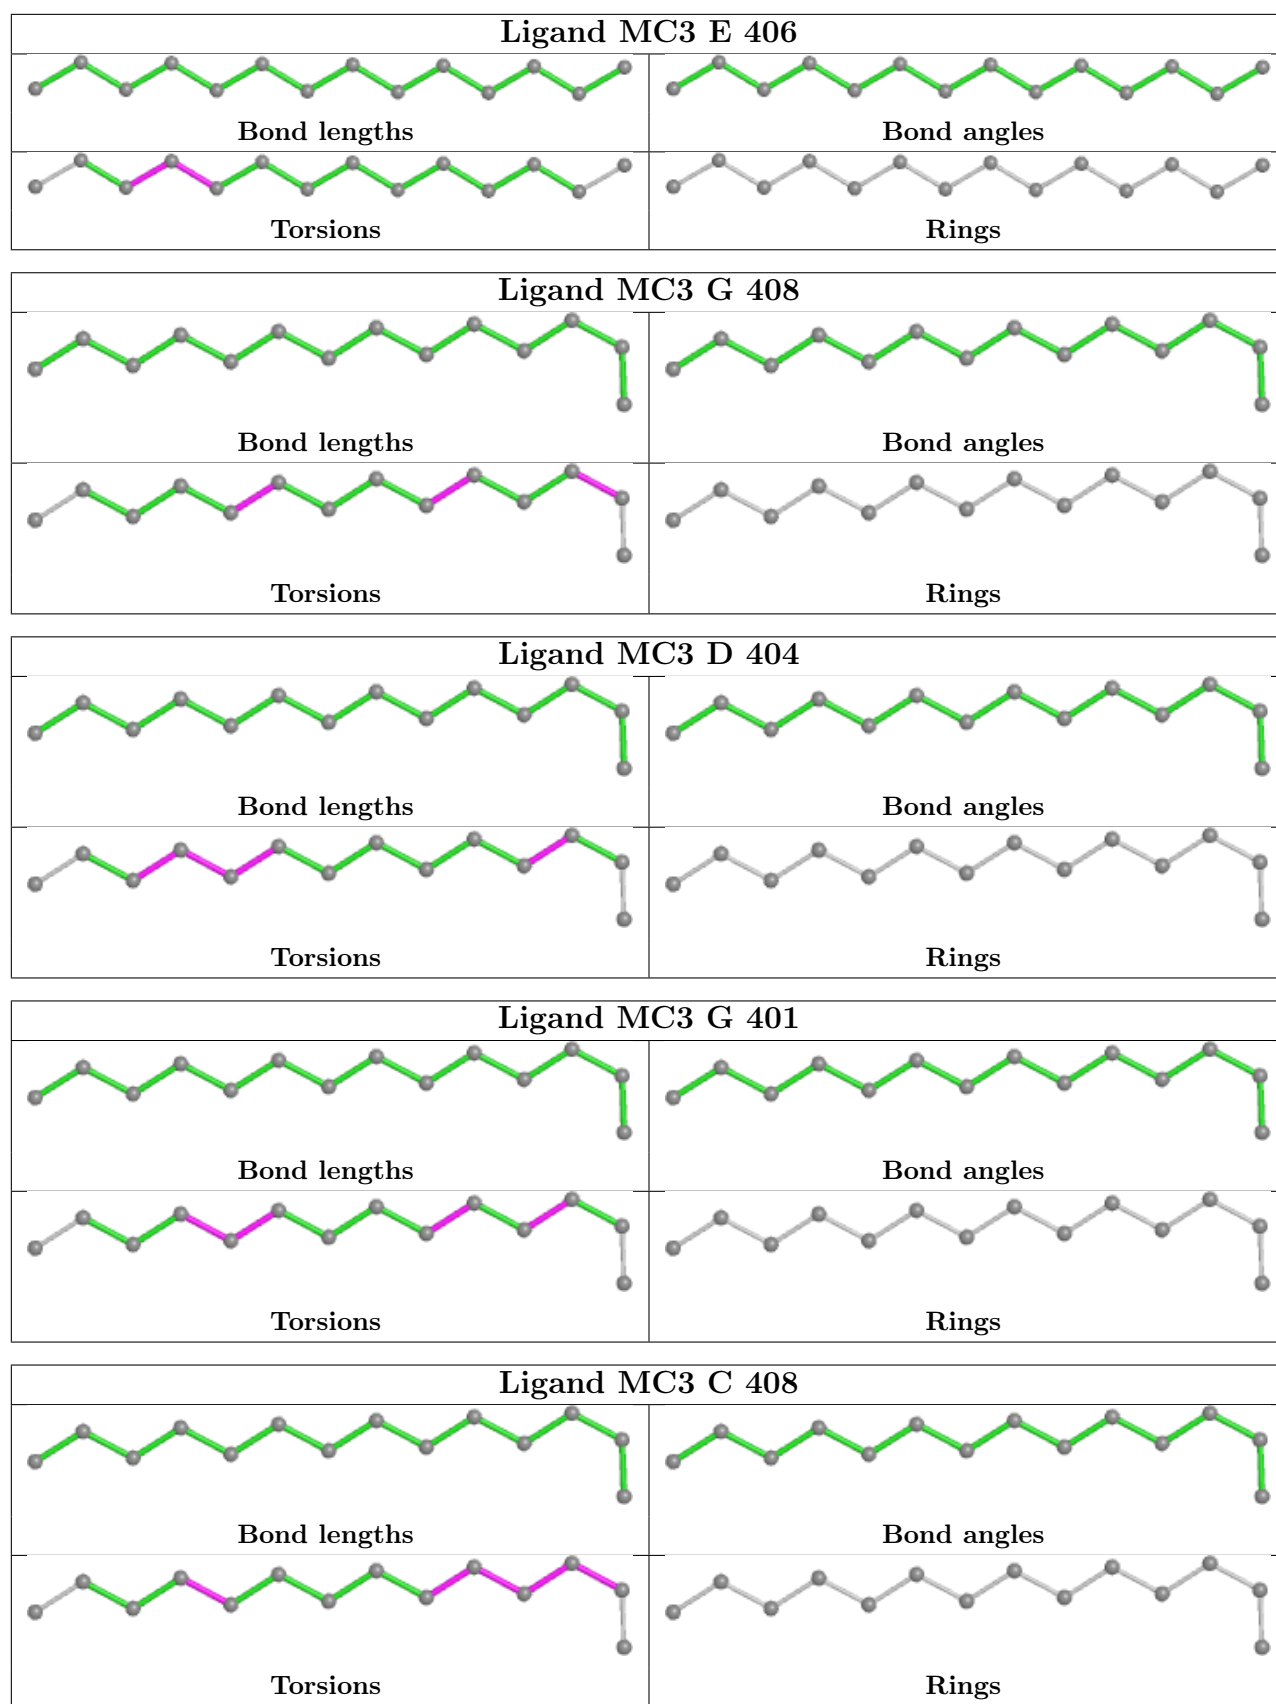 Ligand MC3 E 406
Bond lengths Bond angles
Torsions Rings
Ligand MC3 G 408
Bond lengths Bond angles
Torsions Rings
Ligand MC3 D 404
Bond lengths Bond angles
Torsions Rings
Ligand MC3 G 401
Bond lengths Bond angles
Torsions Rings
Ligand MC3 C 408
Bond lengths Bond angles
Torsions Rings